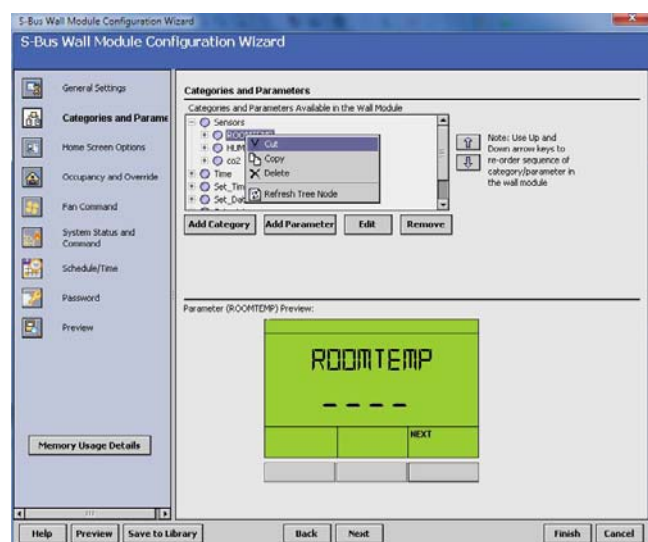 S-Bus Wall Module Configuration Wizard
S-Bus Wall Module Configuration Wizard
General Settings
Categories and Parame
Home Screen Options
Occupancy and Override
Fan Command
System Status and
Command
Schedule/Time
Password
Preview
Memory Usage Details
Categories and Parameters
Categories and Parameters Available in the Wall Module
Sensors
ROOMTEMP
HUM
co2
Time
Set_Tim
Set_Dat
Cut
Copy
Delete
Refresh Tree Node
Note: Use Up and
Down arrow keys to
re-order sequence of
category/parameter in
the wall module
Add Category Add Parameter Edit Remove
Parameter (ROOMTEMP) Preview:
ROOMTEMP
----
NEXT
Help Preview Save to Library Back Next Finish Cancel